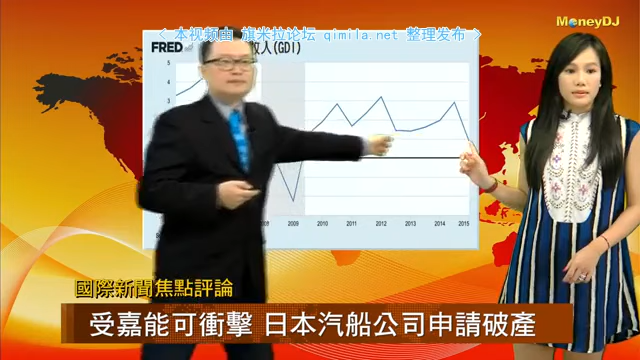 < 本视频由 旗米拉论坛 qimila.net 整理发布 >
MoneyDJ
FRED 收入(GDI)
5
4
3
2009 2010 2011 2012 2013 2014 2015
國際新聞焦點評論
受嘉能可衝擊 日本汽船公司申請破產